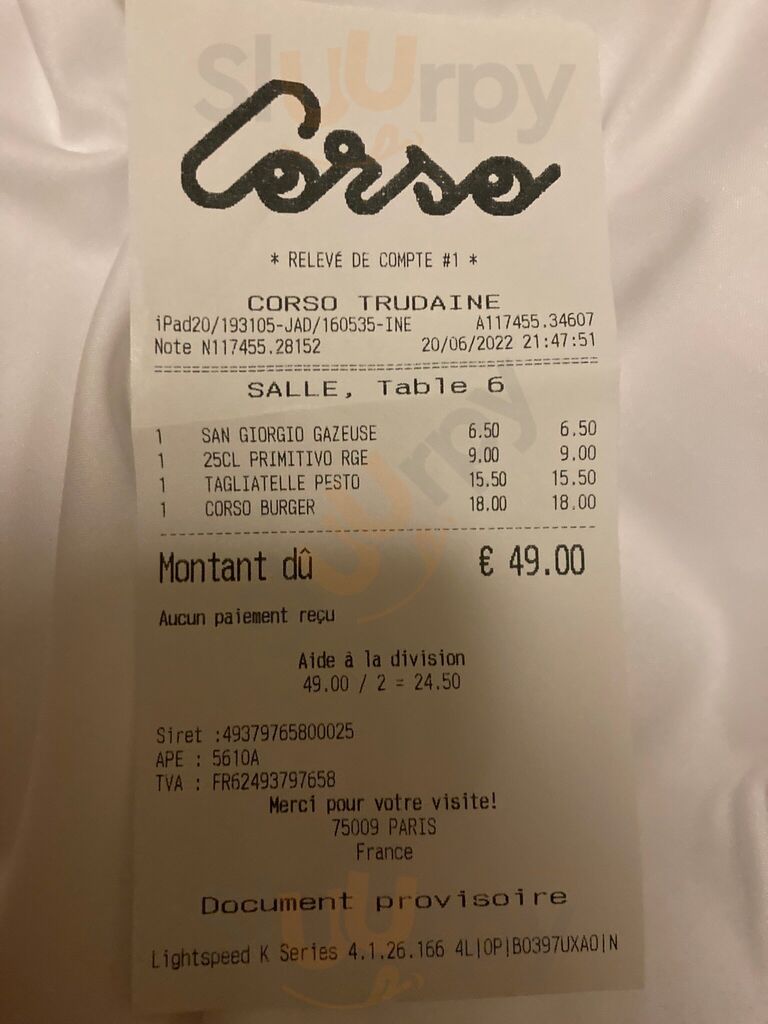 Sluurpy
Corso
* RELEVÉ DE COMPTE #1 *
CORSO TRUDAINE
iPad20/193105-JAD/160535-INE A117455.34607
Note N117455.28152 20/06/2022 21:47:51
SALLE, Table 6
1 SAN GIORGIO GAZEUSE 6.50 6.50
1 25CL PRIMITIVO RGE 9.00 9.00
1 TAGLIATELLE PESTO 15.50 15.50
1 CORSO BURGER 18.00 18.00
Montant dû € 49.00
Aucun paiement reçu
Aide à la division
49.00 / 2 = 24.50
Siret :49379765800025
APE : 5610A
TVA : FR62493797658
Merci pour votre visite!
75009 PARIS
France
Document provisoire
Lightspeed K Series 4.1.26.166 4L|OP|B0397UXAO|N